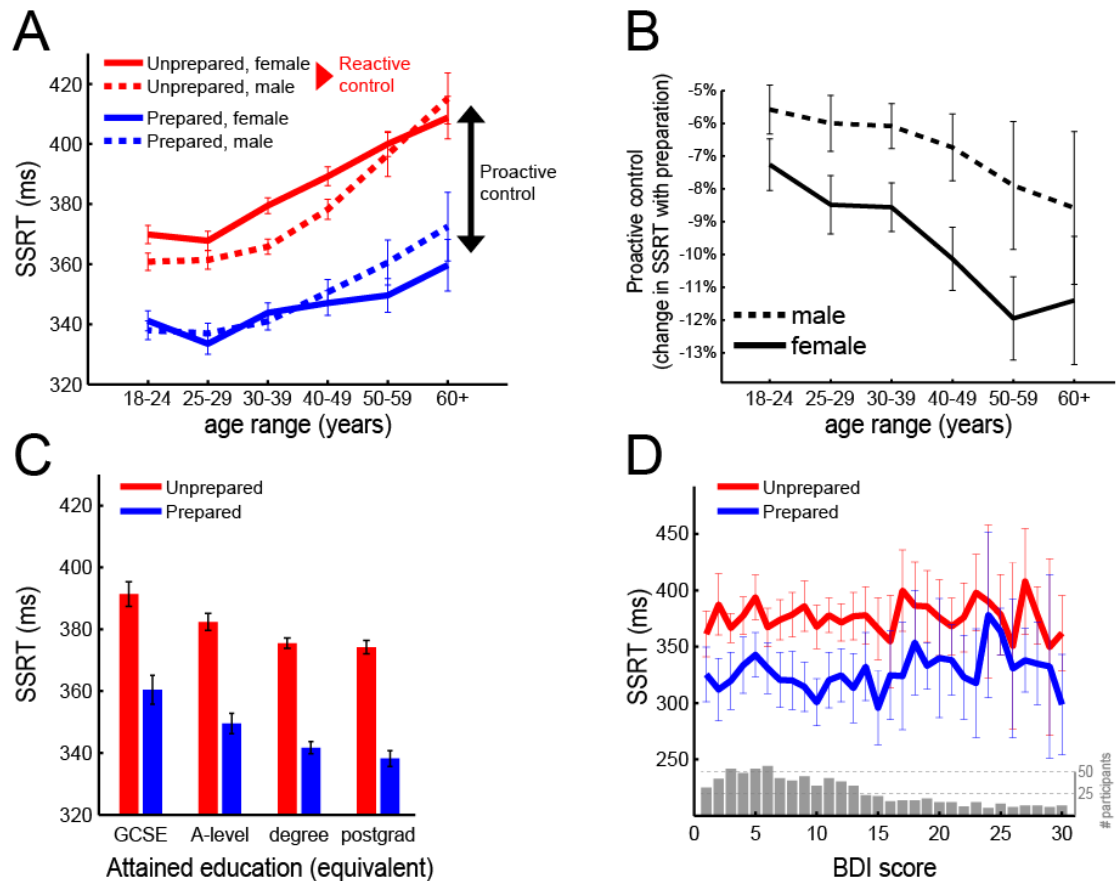 A
Unprepared, female
Unprepared, male
Reactive
control
Prepared, female
Prepared, male
Proactive
control
SSRT (ms)
420
400
380
360
340
320
18-24 25-29 30-39 40-49 50-59 60+
age range (years)
B
Proactive control
(change in SSRT with preparation)
-5%
-6%
-7%
-8%
-9%
-10%
-11%
-12%
-13%
male
female
18-24 25-29 30-39 40-49 50-59 60+
age range (years)
C
Unprepared
Prepared
SSRT (ms)
420
400
380
360
340
320
GCSE A-level degree postgrad
Attained education (equivalent)
D
Unprepared
Prepared
SSRT (ms)
450
400
350
300
250
50
25
# participants
0 5 10 15 20 25 30
BDI score